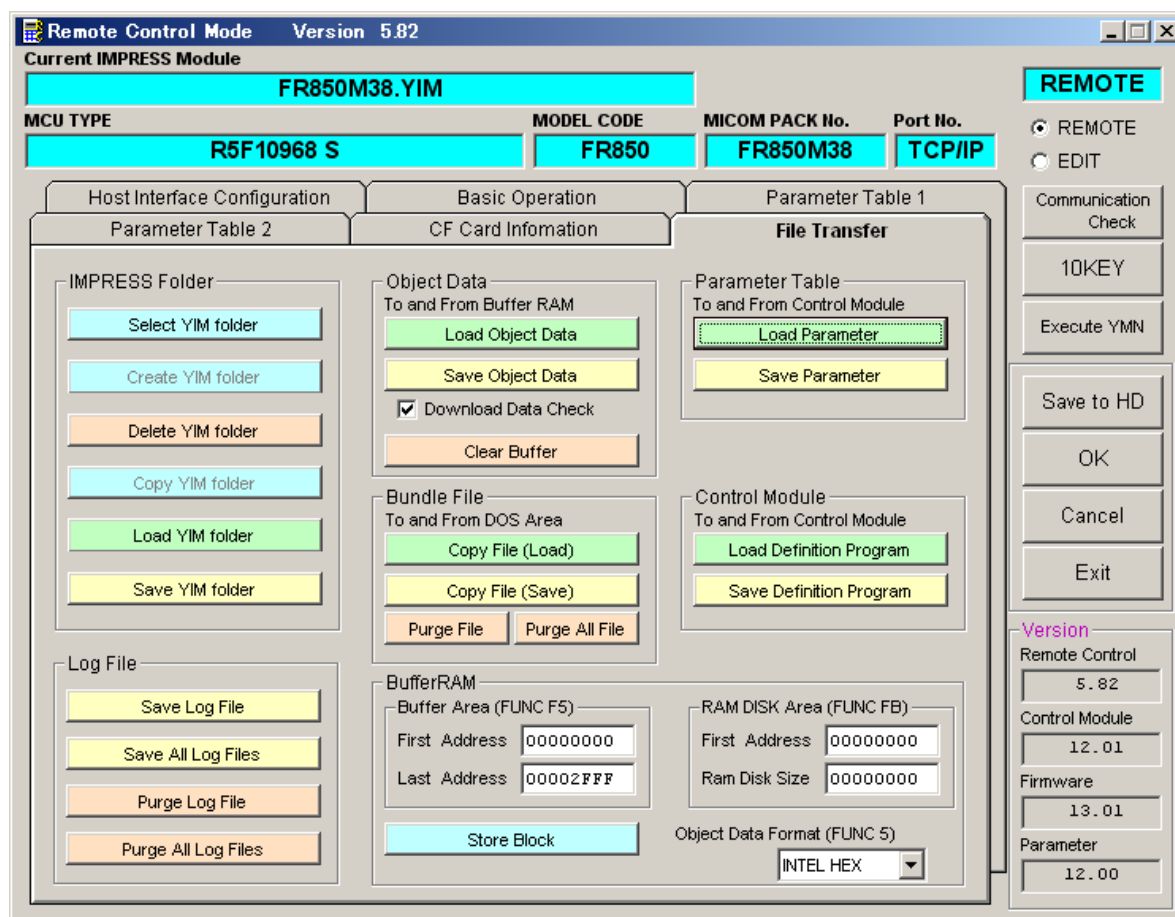 Remote Control Mode Version 5.82
Current IMPRESS Module
FR850M38.YIM
MCU TYPE
MODEL CODE
MICOM PACK No.
Port No.
R5F10968 S
FR850
FR850M38
TCP/IP
REMOTE
REMOTE
EDIT
Host Interface Configuration
Basic Operation
Parameter Table 1
Parameter Table 2
CF Card Infomation
File Transfer
IMPRESS Folder
Select YIM folder
Create YIM folder
Delete YIM folder
Copy YIM folder
Load YIM folder
Save YIM folder
Log File
Save Log File
Save All Log Files
Purge Log File
Purge All Log Files
Object Data
To and From Buffer RAM
Load Object Data
Save Object Data
Download Data Check
Clear Buffer
Bundle File
To and From DOS Area
Copy File (Load)
Copy File (Save)
Purge File
Purge All File
Parameter Table
To and From Control Module
Load Parameter
Save Parameter
Control Module
To and From Control Module
Load Definition Program
Save Definition Program
BufferRAM
Buffer Area (FUNC F5)
First Address 00000000
Last Address 00002FFF
RAM DISK Area (FUNC FB)
First Address 00000000
Ram Disk Size 00000000
Store Block
Object Data Format (FUNC 5)
INTEL HEX
Communication
Check
10KEY
Execute YMN
Save to HD
OK
Cancel
Exit
Version
Remote Control
5.82
Control Module
12.01
Firmware
13.01
Parameter
12.00